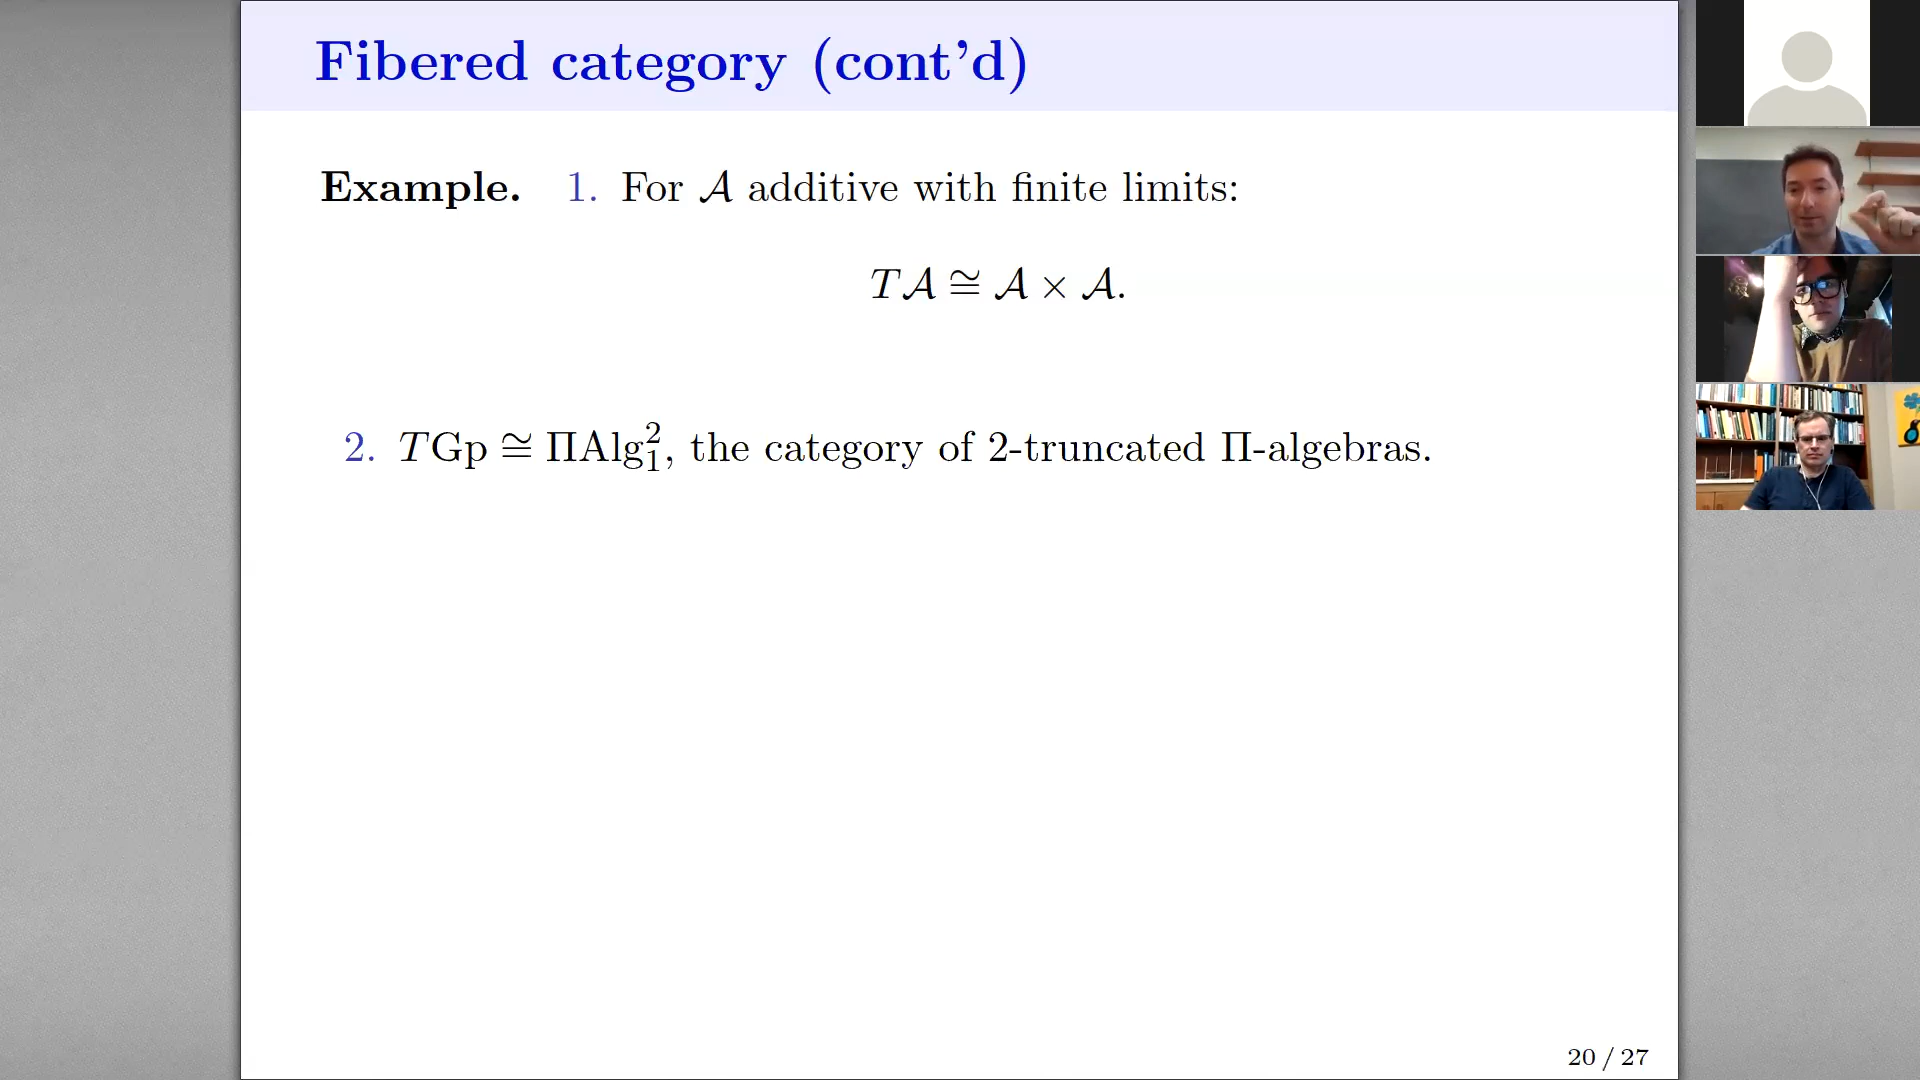 Fibered category (cont’d)
Example. 1. For 𝒜 additive with finite limits:
T𝒜 ≅ 𝒜 × 𝒜.
2. TGp ≅ ΠAlg₁², the category of 2-truncated Π-algebras.
20 / 27